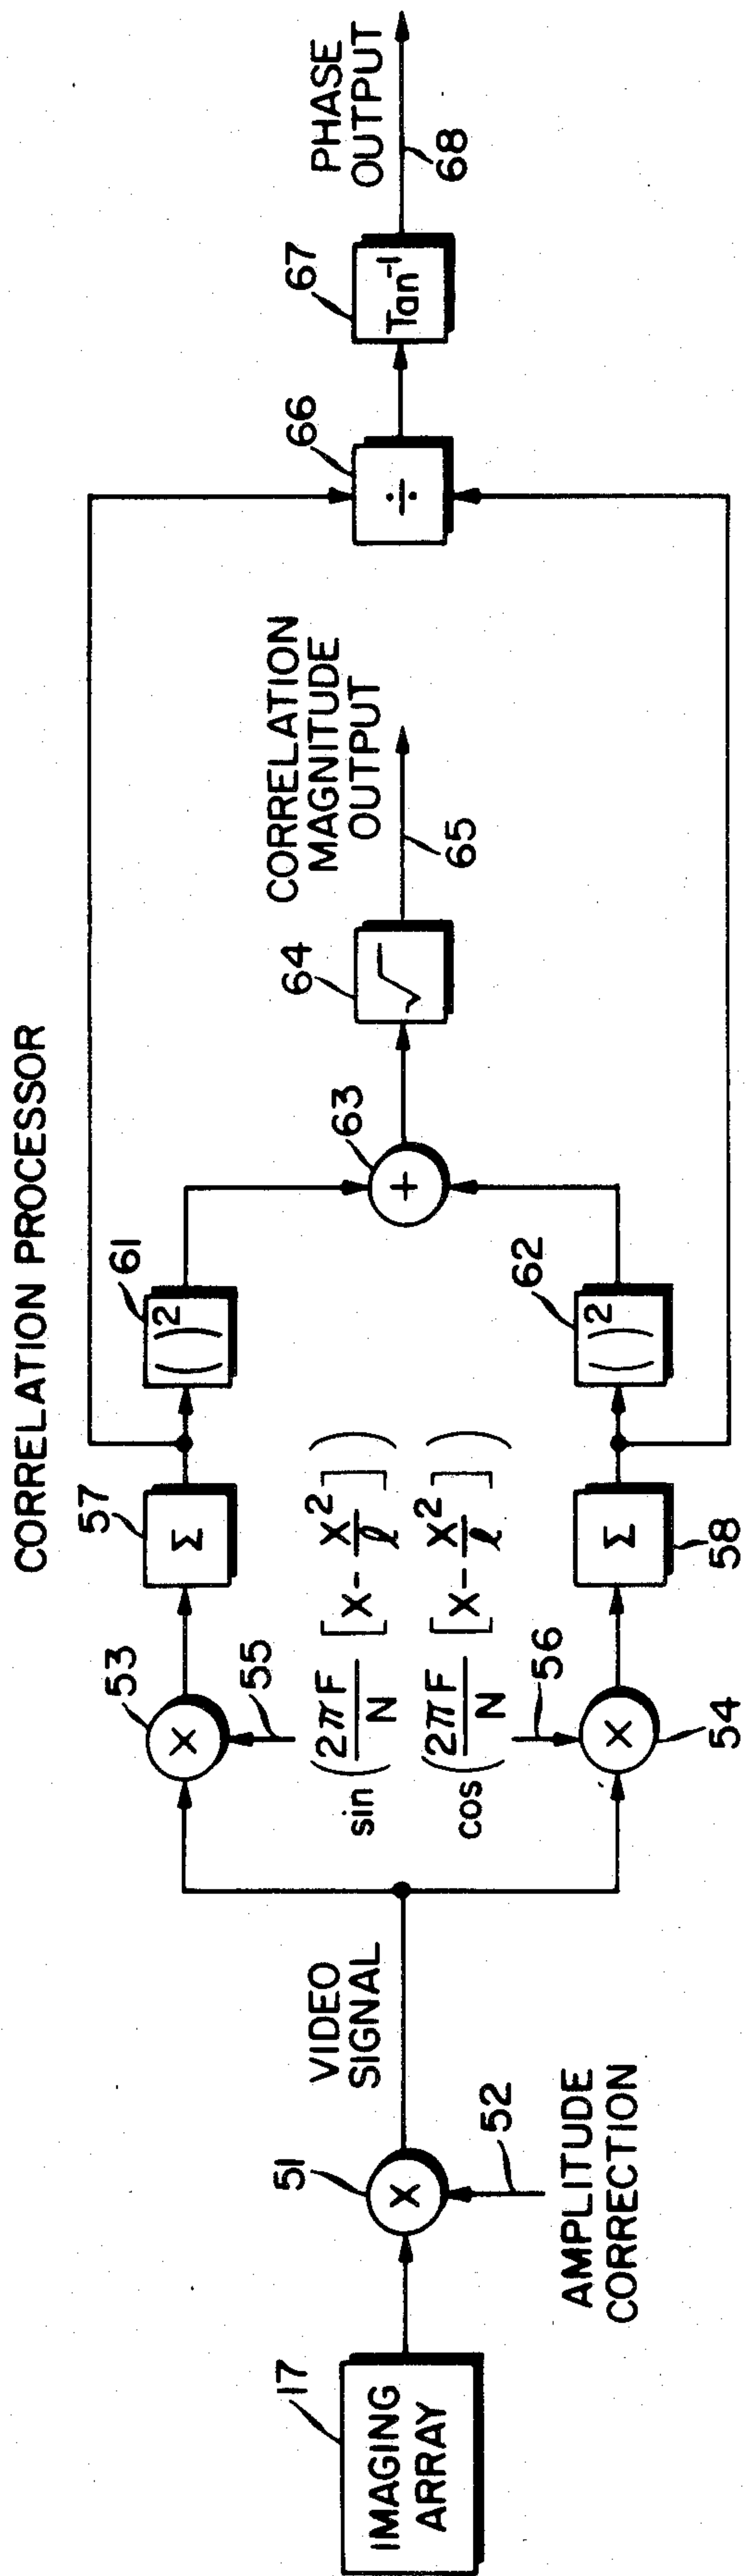 CORRELATION PROCESSOR
17
IMAGING
ARRAY
51
X
52
AMPLITUDE
CORRECTION
VIDEO
SIGNAL
53
X
55
sin(2πF/N [X-X²/ℓ])
cos(2πF/N [X-X²/ℓ])
56
X
54
57
Σ
Σ
58
61
( )²
62
( )²
63
+
64
√
65
CORRELATION
MAGNITUDE
OUTPUT
66
÷
67
Tan⁻¹
68
PHASE
OUTPUT